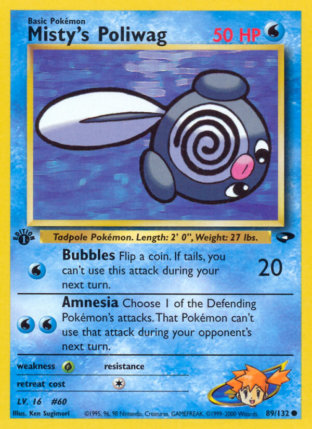 Basic Pokémon
Misty's Poliwag
50 HP
EDITION
1
Tadpole Pokémon. Length: 2' 0", Weight: 27 lbs.
Bubbles Flip a coin. If tails, you
can't use this attack during your
next turn.
20
Amnesia Choose 1 of the Defending
Pokémon's attacks. That Pokémon can't
use that attack during your opponent's
next turn.
weakness
resistance
retreat cost
LV. 16 #60
Illus. Ken Sugimori
©1995, 96, 98 Nintendo, Creatures, GAMEFREAK. ©1999-2000 Wizards.
89/132